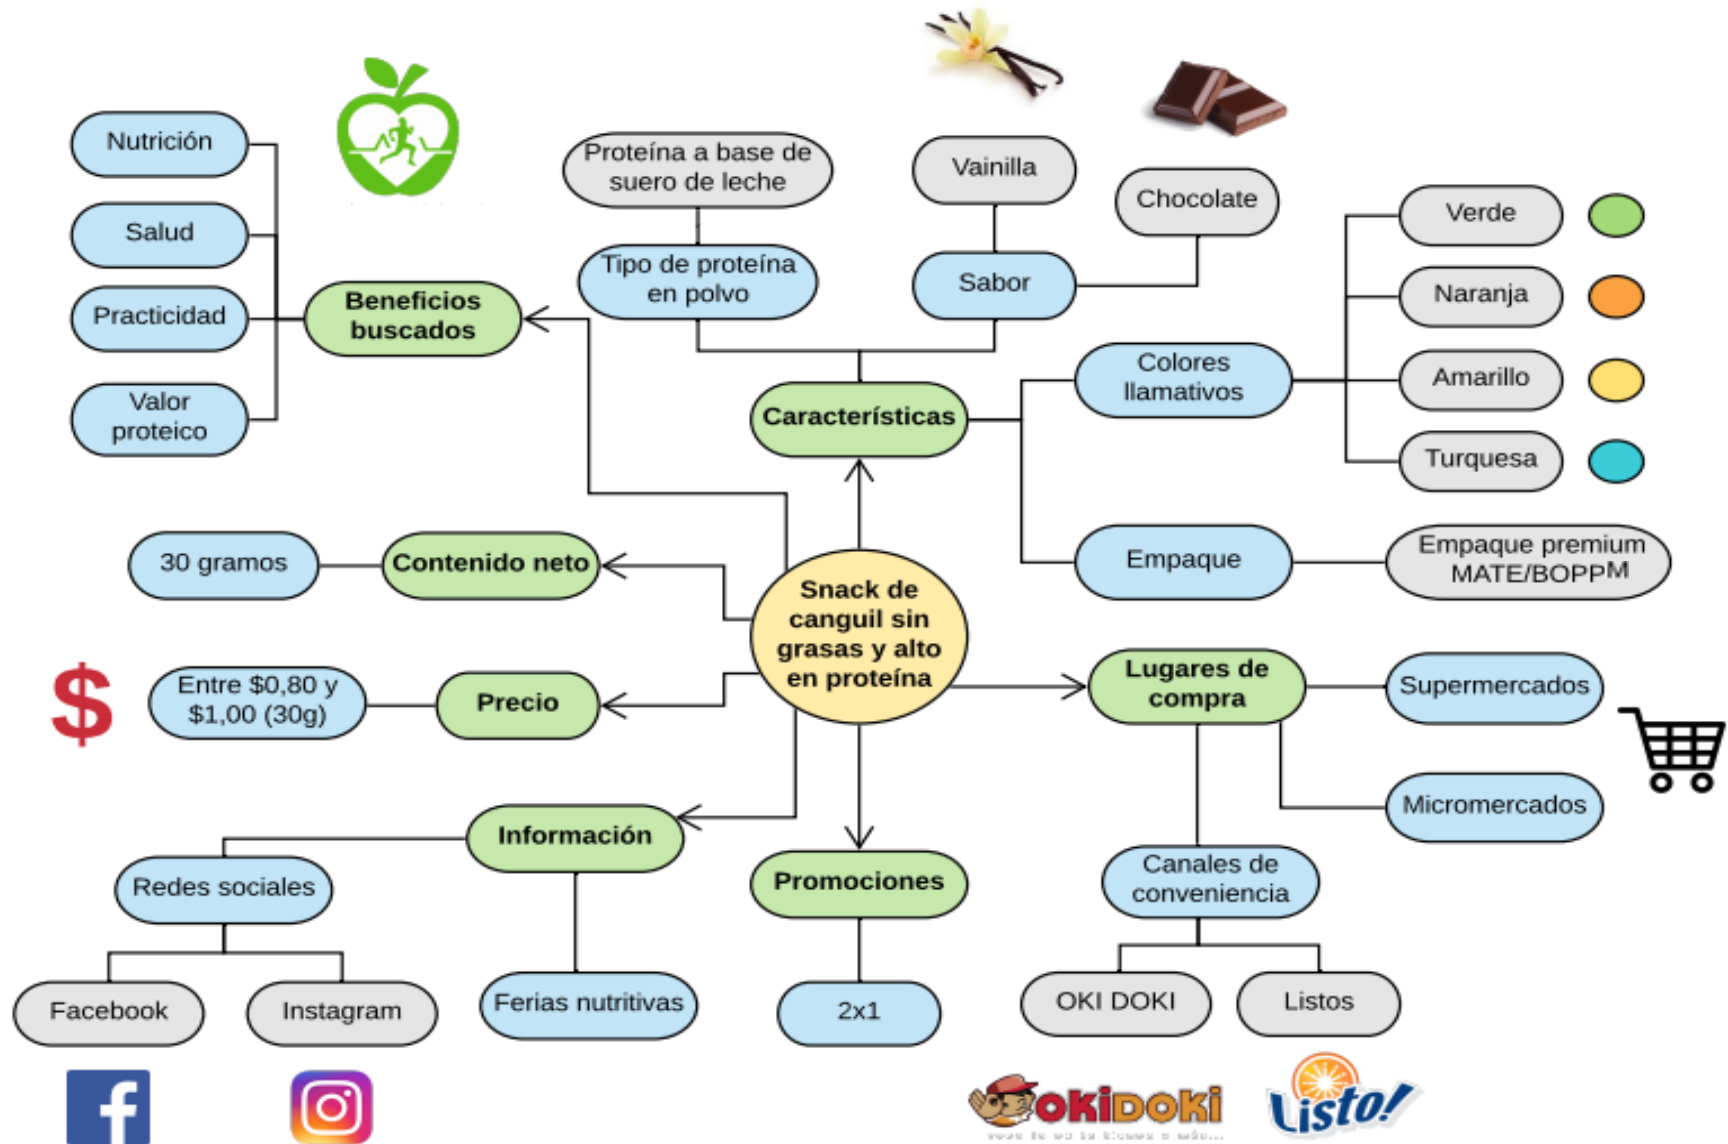 Nutrición
Salud
Practicidad
Valor
proteico
Beneficios
buscados
Proteína a base de
suero de leche
Tipo de proteína
en polvo
Vainilla
Chocolate
Sabor
Características
Colores
llamativos
Verde
Naranja
Amarillo
Turquesa
Empaque
Empaque premium
MATE/BOPPM
30 gramos
Contenido neto
Snack de
canguil sin
grasas y alto
en proteína
$
Entre $0,80 y
$1,00 (30g)
Precio
Lugares de
compra
Supermercados
Micromercados
Canales de
conveniencia
OKI DOKI
Listos
Información
Redes sociales
Facebook
Instagram
Ferias nutritivas
Promociones
2x1
f
OKiDOKi
Listo!